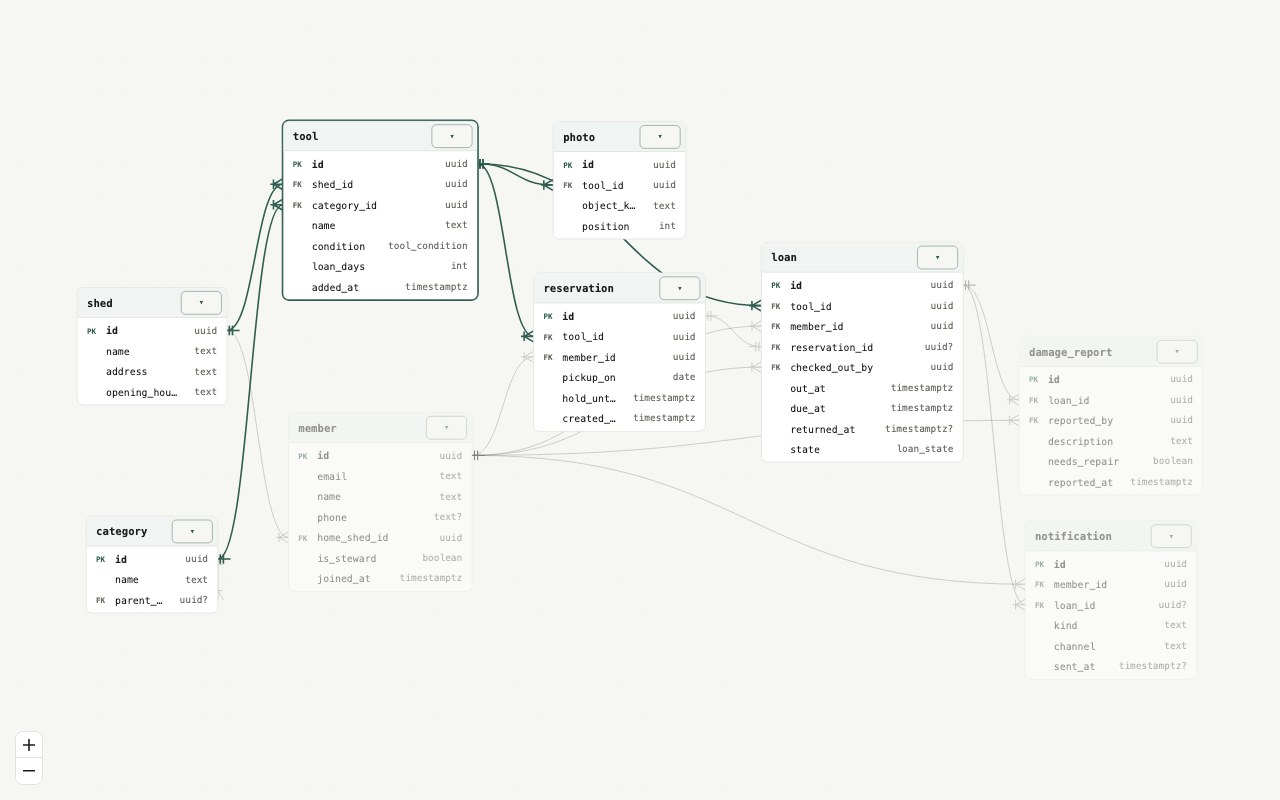 tool
PK id uuid
FK shed_id uuid
FK category_id uuid
name text
condition tool_condition
loan_days int
added_at timestamptz
photo
PK id uuid
FK tool_id uuid
object_k… text
position int
loan
PK id uuid
FK tool_id uuid
FK member_id uuid
FK reservation_id uuid?
FK checked_out_by uuid
out_at timestamptz
due_at timestamptz
returned_at timestamptz?
state loan_state
reservation
PK id uuid
FK tool_id uuid
FK member_id uuid
pickup_on date
hold_unt… timestamptz
created_… timestamptz
shed
PK id uuid
name text
address text
opening_hou… text
damage_report
PK id uuid
FK loan_id uuid
FK reported_by uuid
description text
needs_repair boolean
reported_at timestamptz
member
PK id uuid
email text
name text
phone text?
FK home_shed_id uuid
is_steward boolean
joined_at timestamptz
category
PK id uuid
name text
FK parent_… uuid?
notification
PK id uuid
FK member_id uuid
FK loan_id uuid?
kind text
channel text
sent_at timestamptz?